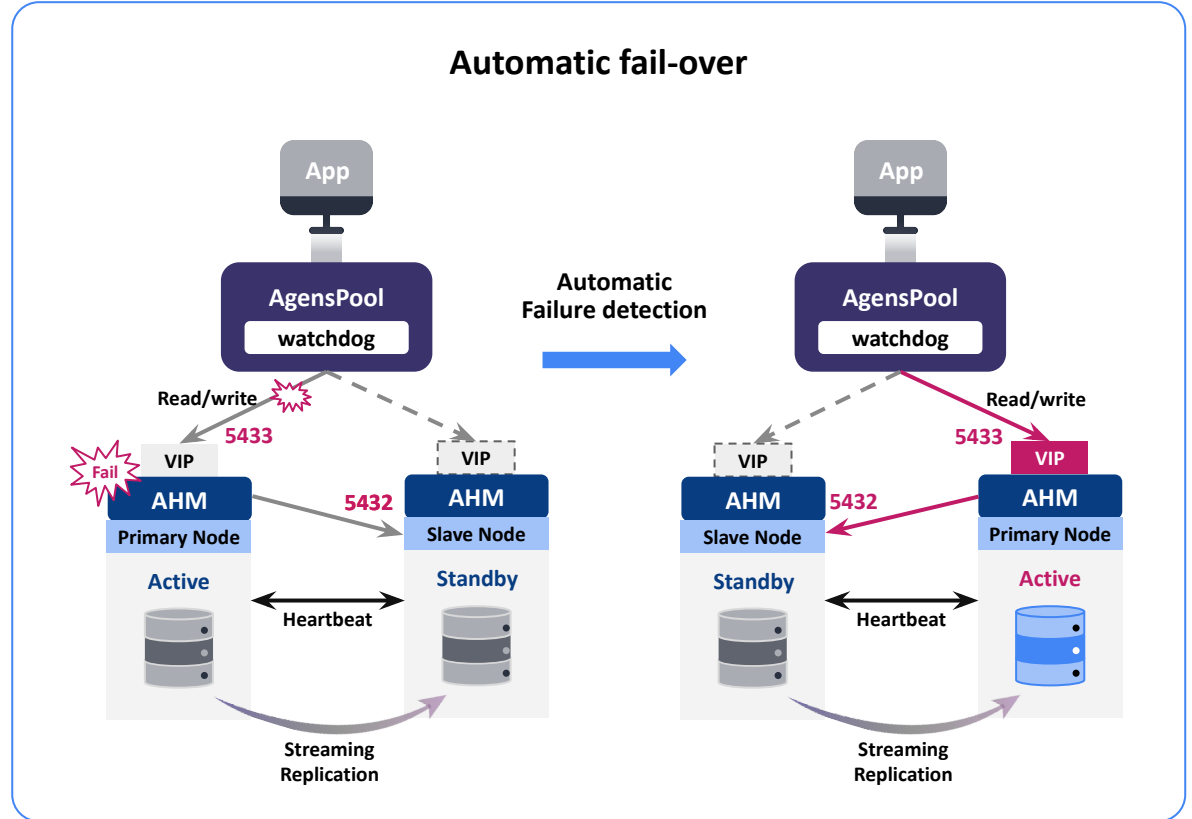 Automatic fail-over
App
AgensPool
watchdog
Read/write
5433
Fail
VIP
VIP
AHM
5432
AHM
Primary Node
Slave Node
Active
Standby
Heartbeat
Streaming
Replication
Automatic
Failure detection
App
AgensPool
watchdog
Read/write
5433
VIP
VIP
AHM
5432
AHM
Slave Node
Primary Node
Standby
Active
Heartbeat
Streaming
Replication